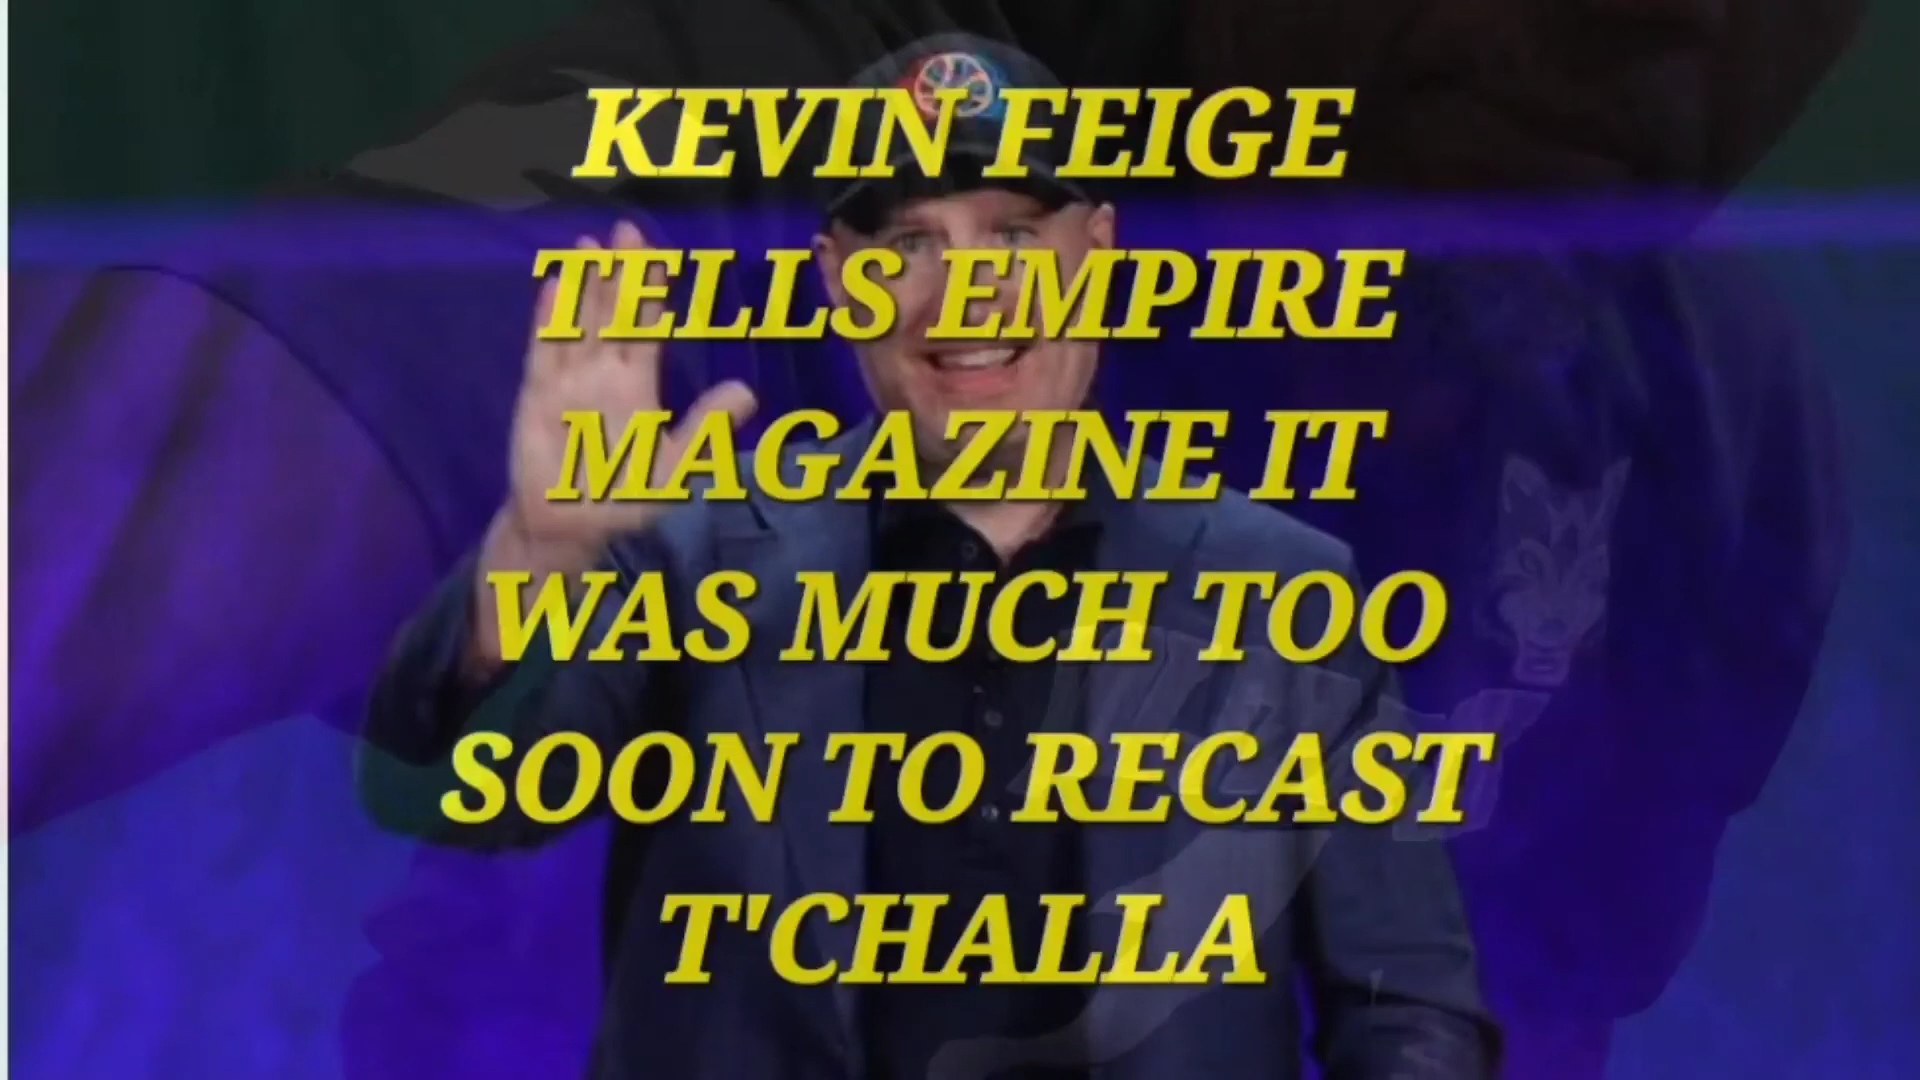 KEVIN FEIGE
TELLS EMPIRE
MAGAZINE IT
WAS MUCH TOO
SOON TO RECAST
T'CHALLA